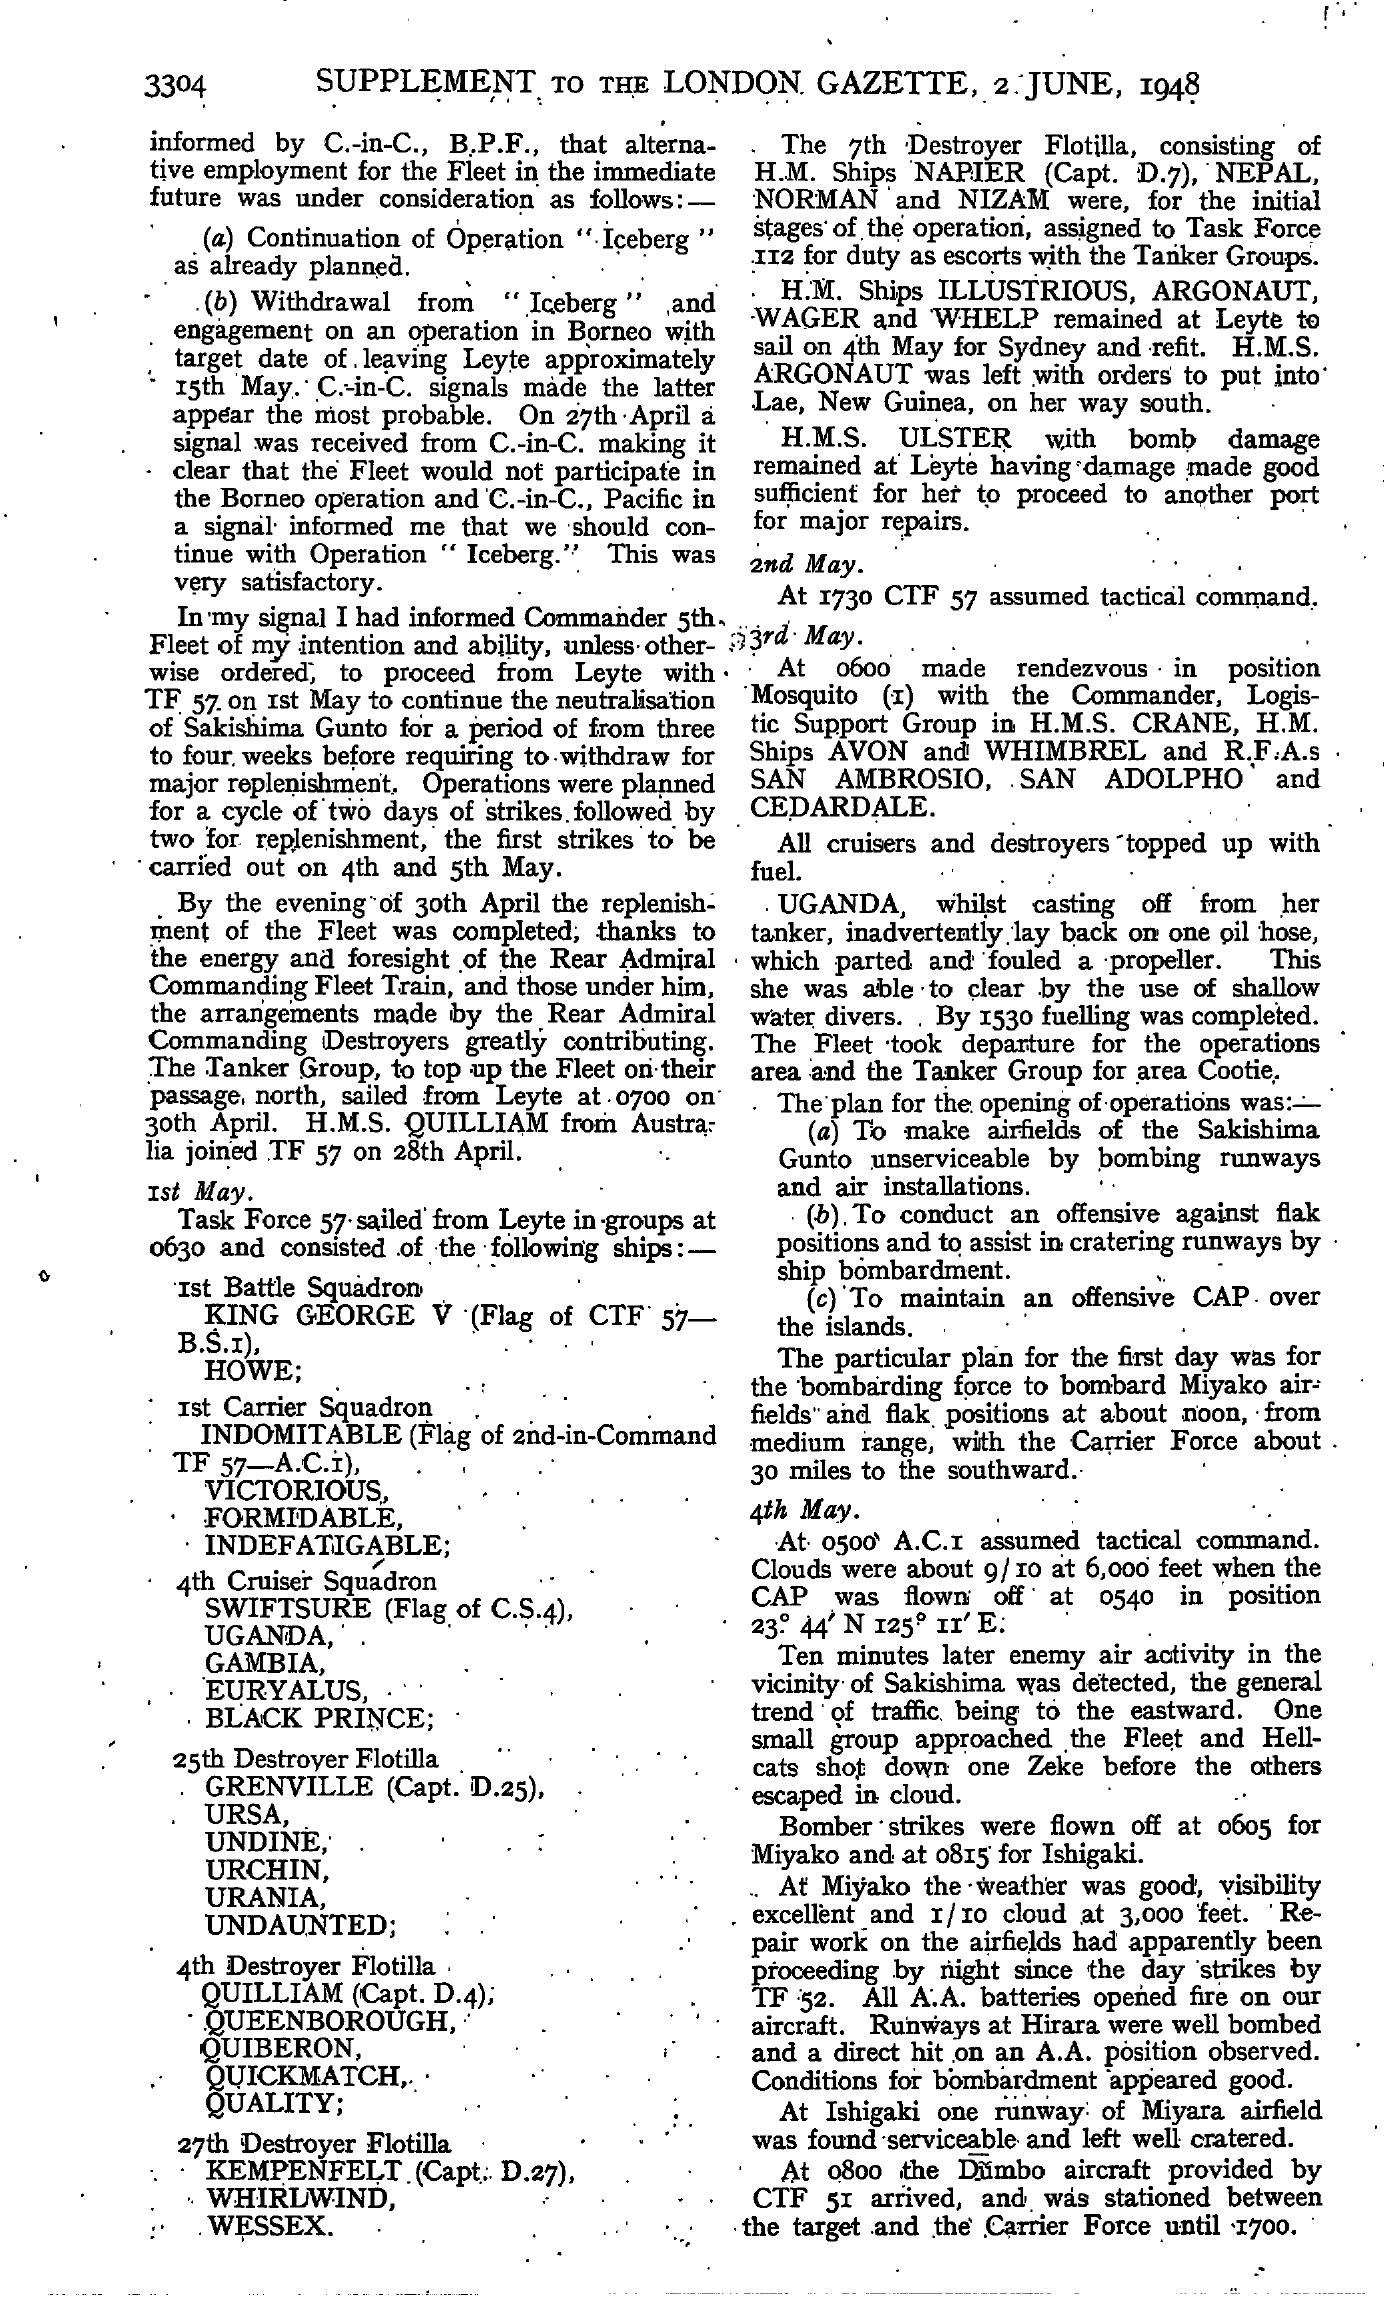 3304 SUPPLEMENT TO THE LONDON GAZETTE, 2 JUNE, 1948
informed by C.-in-C., B.P.F., that alterna-
tive employment for the Fleet in the immediate
future was under consideration as follows:—
(a) Continuation of Operation " Iceberg "
as already planned.
(b) Withdrawal from " Iceberg " and
engagement on an operation in Borneo with
target date of leaving Leyte approximately
15th May. C.-in-C. signals made the latter
appear the most probable. On 27th April a
signal was received from C.-in-C. making it
clear that the Fleet would not participate in
the Borneo operation and C.-in-C., Pacific in
a signal informed me that we should con-
tinue with Operation " Iceberg." This was
very satisfactory.
In my signal I had informed Commander 5th
Fleet of my intention and ability, unless other-
wise ordered, to proceed from Leyte with
TF 57 on 1st May to continue the neutralisation
of Sakishima Gunto for a period of from three
to four weeks before requiring to withdraw for
major replenishment. Operations were planned
for a cycle of two days of strikes followed by
two for replenishment, the first strikes to be
carried out on 4th and 5th May.
By the evening of 30th April the replenish-
ment of the Fleet was completed; thanks to
the energy and foresight of the Rear Admiral
Commanding Fleet Train, and those under him,
the arrangements made by the Rear Admiral
Commanding Destroyers greatly contributing.
The Tanker Group, to top up the Fleet on their
passage north, sailed from Leyte at 0700 on
30th April. H.M.S. QUILLIAM from Austra-
lia joined TF 57 on 28th April.
1st May.
Task Force 57 sailed from Leyte in groups at
0630 and consisted of the following ships:—
1st Battle Squadron
KING GEORGE V (Flag of CTF 57—
B.S.1),
HOWE;
1st Carrier Squadron
INDOMITABLE (Flag of 2nd-in-Command
TF 57—A.C.1),
VICTORIOUS,
FORMIDABLE,
INDEFATIGABLE;
4th Cruiser Squadron
SWIFTSURE (Flag of C.S.4),
UGANDA,
GAMBIA,
EURYALUS,
BLACK PRINCE;
25th Destroyer Flotilla
GRENVILLE (Capt. D.25),
URSA,
UNDINE,
URCHIN,
URANIA,
UNDAUNTED;
4th Destroyer Flotilla
QUILLIAM (Capt. D.4),
QUEENBOROUGH,
QUIBERON,
QUICKMATCH,
QUALITY;
27th Destroyer Flotilla
KEMPENFELT (Capt. D.27),
WHIRLWIND,
WESSEX.
The 7th Destroyer Flotilla, consisting of
H.M. Ships NAPIER (Capt. D.7), NEPAL,
NORMAN and NIZAM were, for the initial
stages of the operation, assigned to Task Force
112 for duty as escorts with the Tanker Groups.
H.M. Ships ILLUSTRIOUS, ARGONAUT,
WAGER and WHELP remained at Leyte to
sail on 4th May for Sydney and refit. H.M.S.
ARGONAUT was left with orders to put into
Lae, New Guinea, on her way south.
H.M.S. ULSTER with bomb damage
remained at Leyte having damage made good
sufficient for her to proceed to another port
for major repairs.
2nd May.
At 1730 CTF 57 assumed tactical command.
3rd May.
At 0600 made rendezvous in position
Mosquito (1) with the Commander, Logis-
tic Support Group in H.M.S. CRANE, H.M.
Ships AVON and WHIMBREL and R.F.A.s
SAN AMBROSIO, SAN ADOLPHO and
CEDARDALE.
All cruisers and destroyers topped up with
fuel.
UGANDA, whilst casting off from her
tanker, inadvertently lay back on one oil hose,
which parted and fouled a propeller. This
she was able to clear by the use of shallow
water divers. By 1530 fuelling was completed.
The Fleet took departure for the operations
area and the Tanker Group for area Cootie.
The plan for the opening of operations was:—
(a) To make airfields of the Sakishima
Gunto unserviceable by bombing runways
and air installations.
(b) To conduct an offensive against flak
positions and to assist in cratering runways by
ship bombardment.
(c) To maintain an offensive CAP over
the islands.
The particular plan for the first day was for
the bombarding force to bombard Miyako air-
fields and flak positions at about noon, from
medium range, with the Carrier Force about
30 miles to the southward.
4th May.
At 0500 A.C.1 assumed tactical command.
Clouds were about 9/10 at 6,000 feet when the
CAP was flown off at 0540 in position
23° 44′ N 125° 11′ E.
Ten minutes later enemy air activity in the
vicinity of Sakishima was detected, the general
trend of traffic being to the eastward. One
small group approached the Fleet and Hell-
cats shot down one Zeke before the others
escaped in cloud.
Bomber strikes were flown off at 0605 for
Miyako and at 0815 for Ishigaki.
At Miyako the weather was good, visibility
excellent and 1/10 cloud at 3,000 feet. Re-
pair work on the airfields had apparently been
proceeding by night since the day strikes by
TF 52. All A.A. batteries opened fire on our
aircraft. Runways at Hirara were well bombed
and a direct hit on an A.A. position observed.
Conditions for bombardment appeared good.
At Ishigaki one runway of Miyara airfield
was found serviceable and left well cratered.
At 0800 the Dumbo aircraft provided by
CTF 51 arrived, and was stationed between
the target and the Carrier Force until 1700.